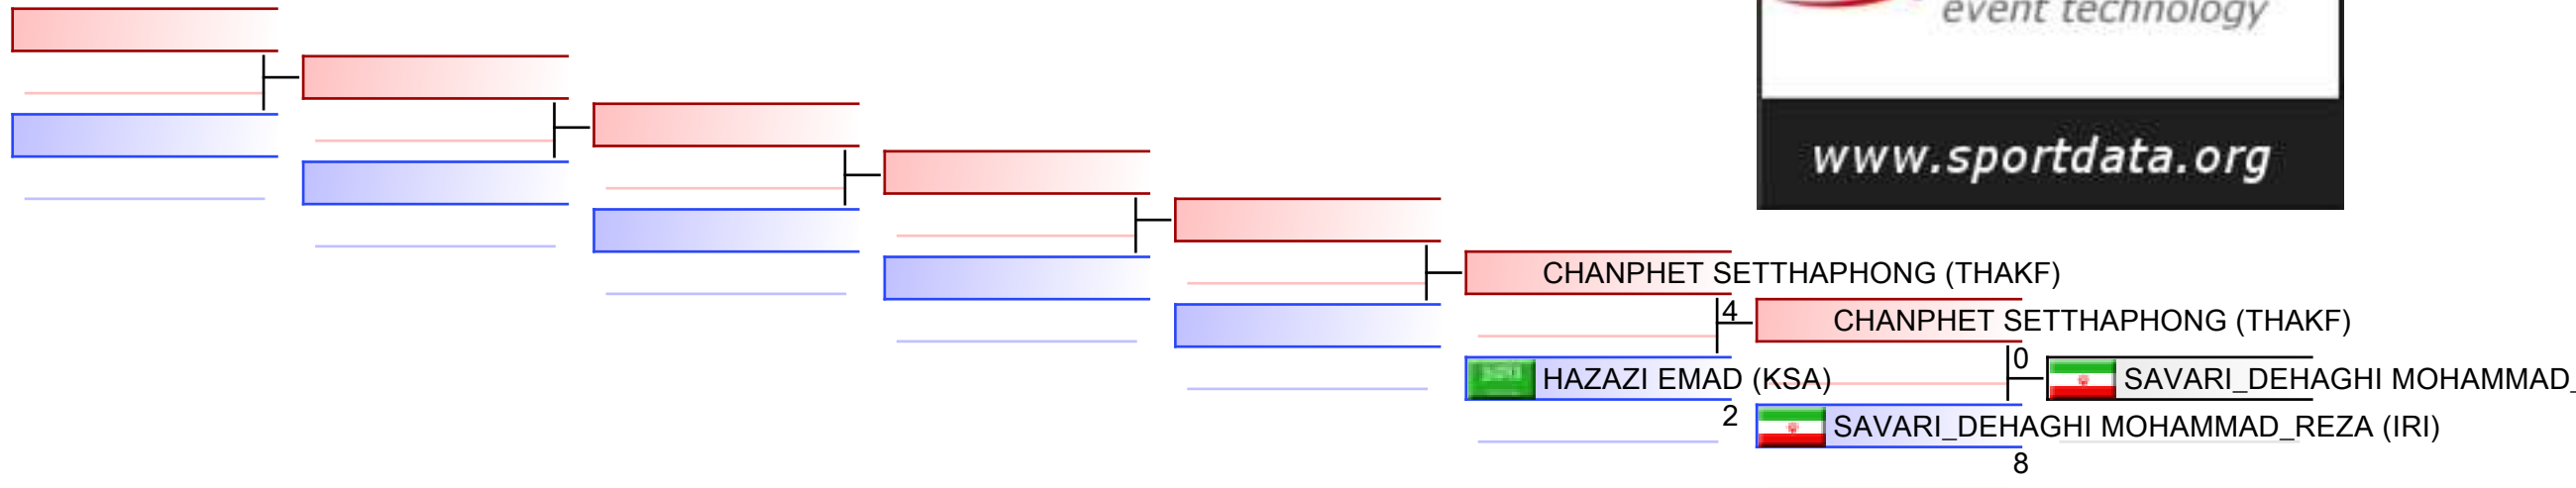 event technology
www.sportdata.org
CHANPHET SETTHAPHONG (THAKF)
4
CHANPHET SETTHAPHONG (THAKF)
0
HAZAZI EMAD (KSA)
SAVARI_DEHAGHI MOHAMMAD_
2
SAVARI_DEHAGHI MOHAMMAD_REZA (IRI)
8